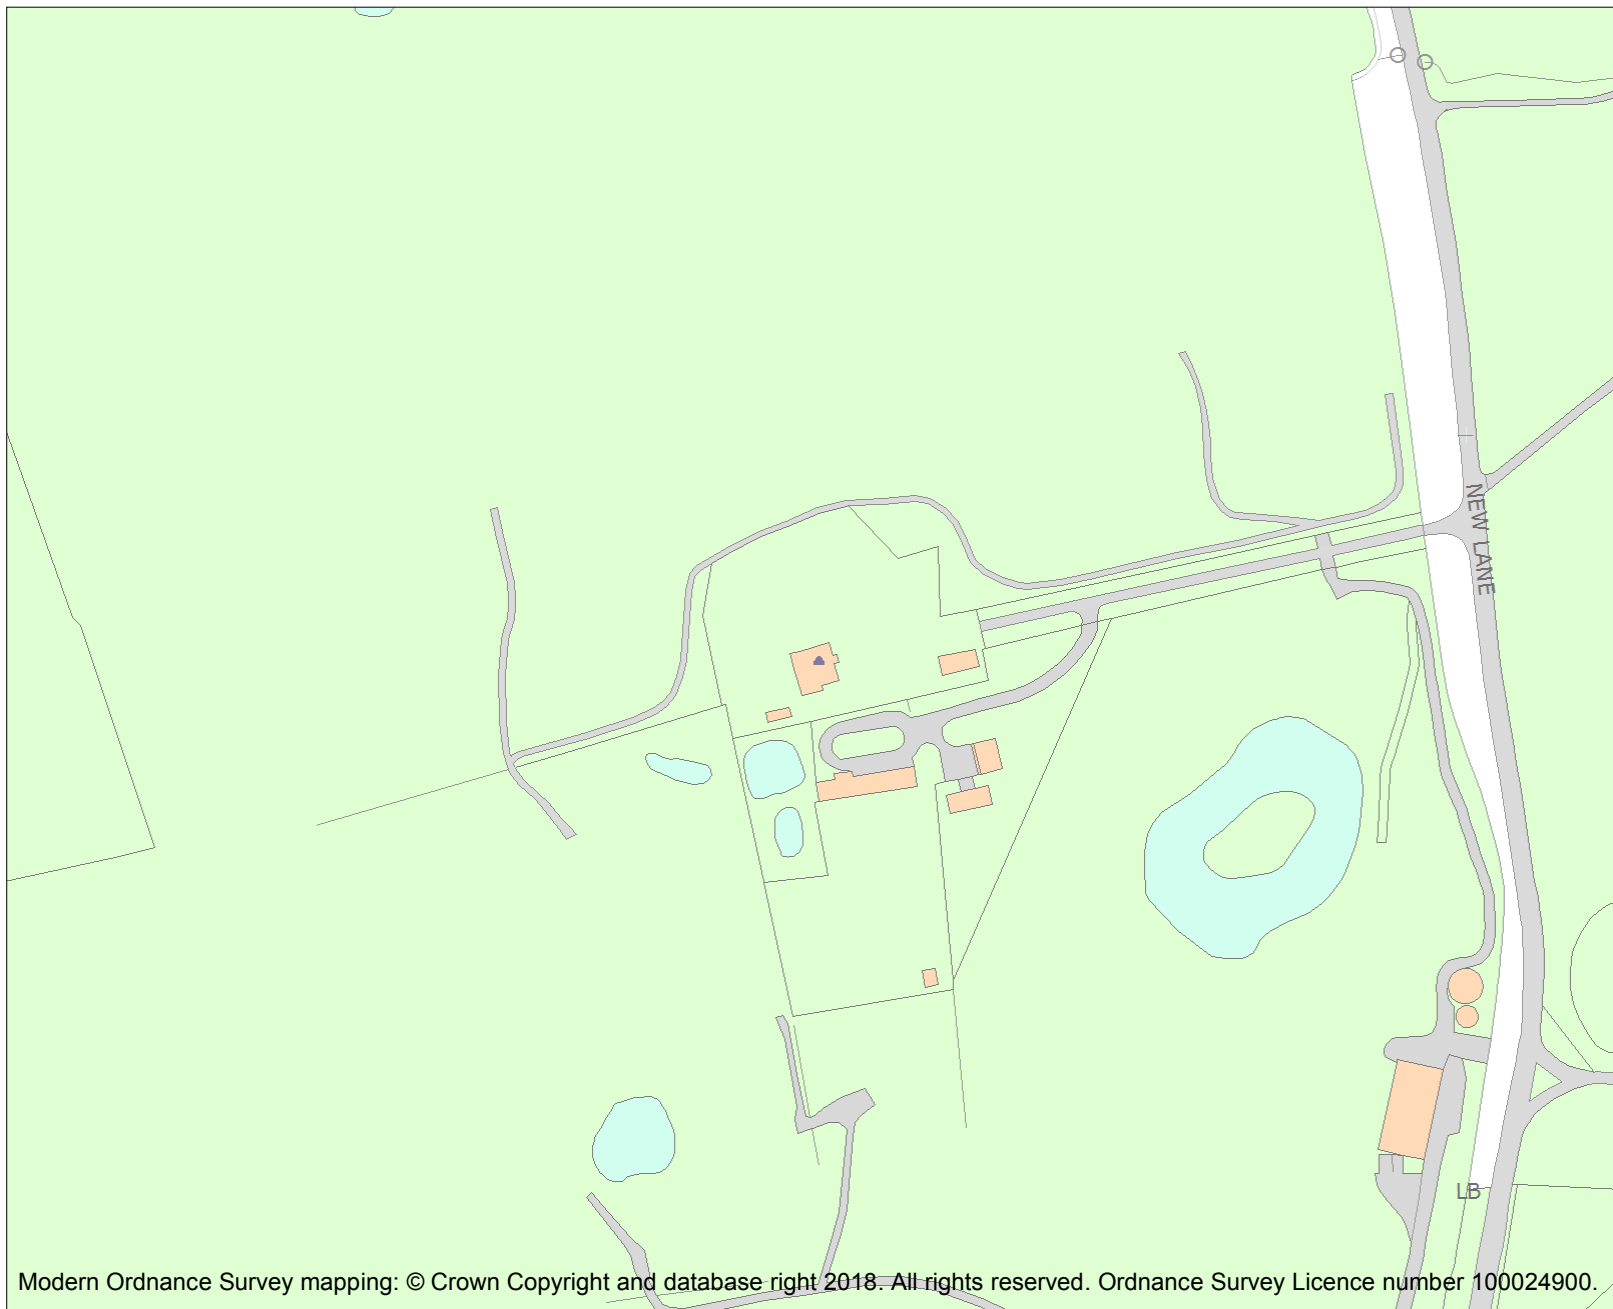 NEW LANE
LB
Modern Ordnance Survey mapping: © Crown Copyright and database right 2018. All rights reserved. Ordnance Survey Licence number 100024900.